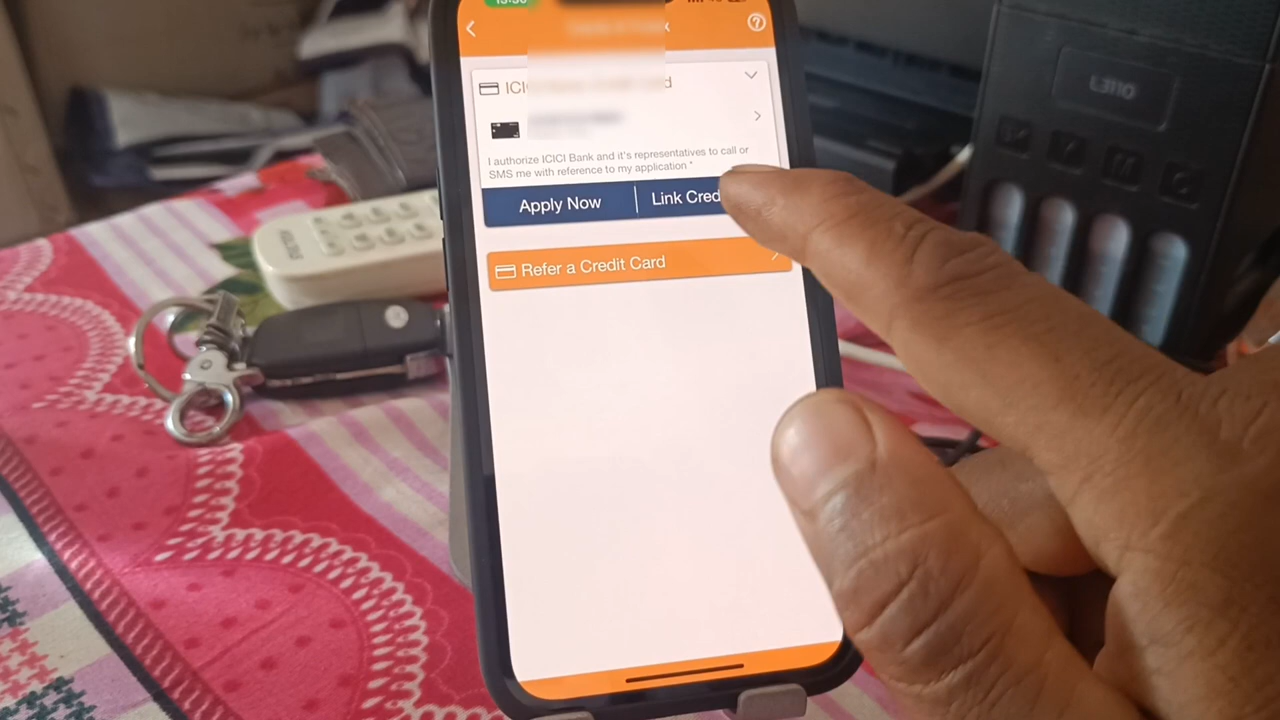 ICI
I authorize ICICI Bank and it's representatives to call or
SMS me with reference to my application *
Apply Now
Link Cred
Refer a Credit Card
L3110